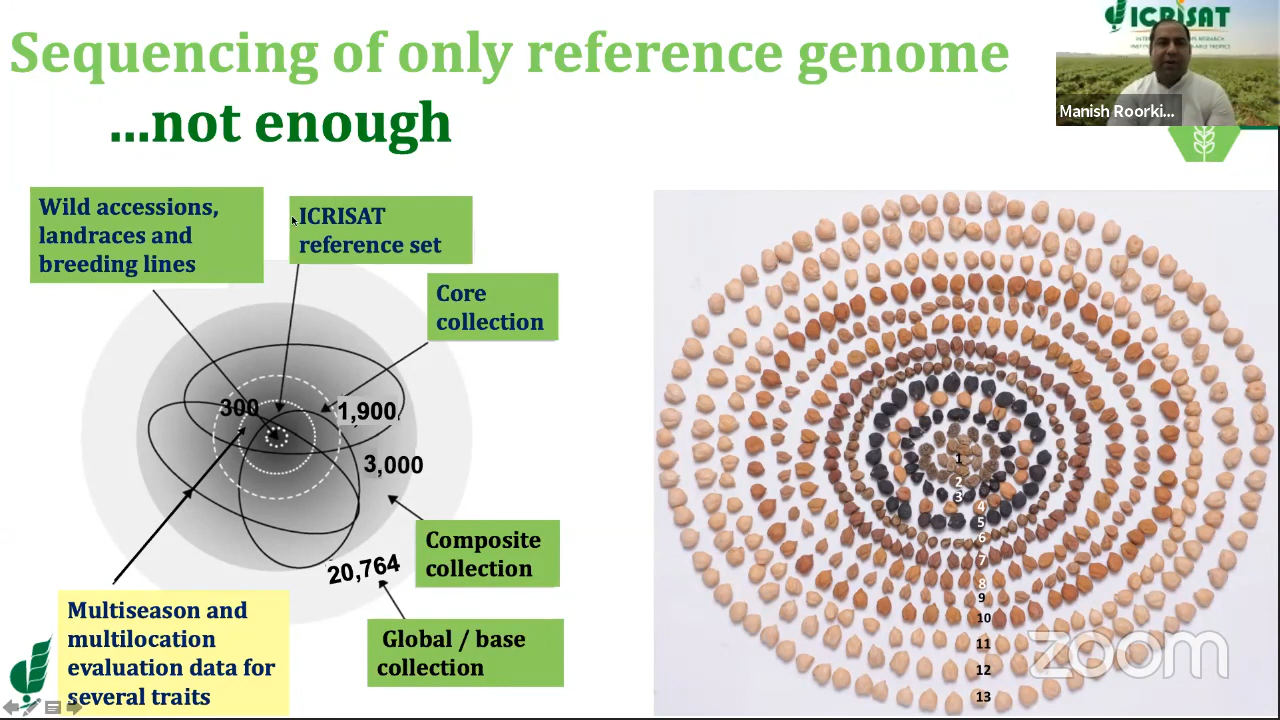 Sequencing of only reference genome
...not enough
ICRISAT
Manish Roorki...
Wild accessions,
landraces and
breeding lines
ICRISAT
reference set
Core
collection
300
1,900
3,000
20,764
Composite
collection
Global / base
collection
Multiseason and
multilocation
evaluation data for
several traits
1
2
3
4
5
6
7
8
9
10
11
12
13
zoom